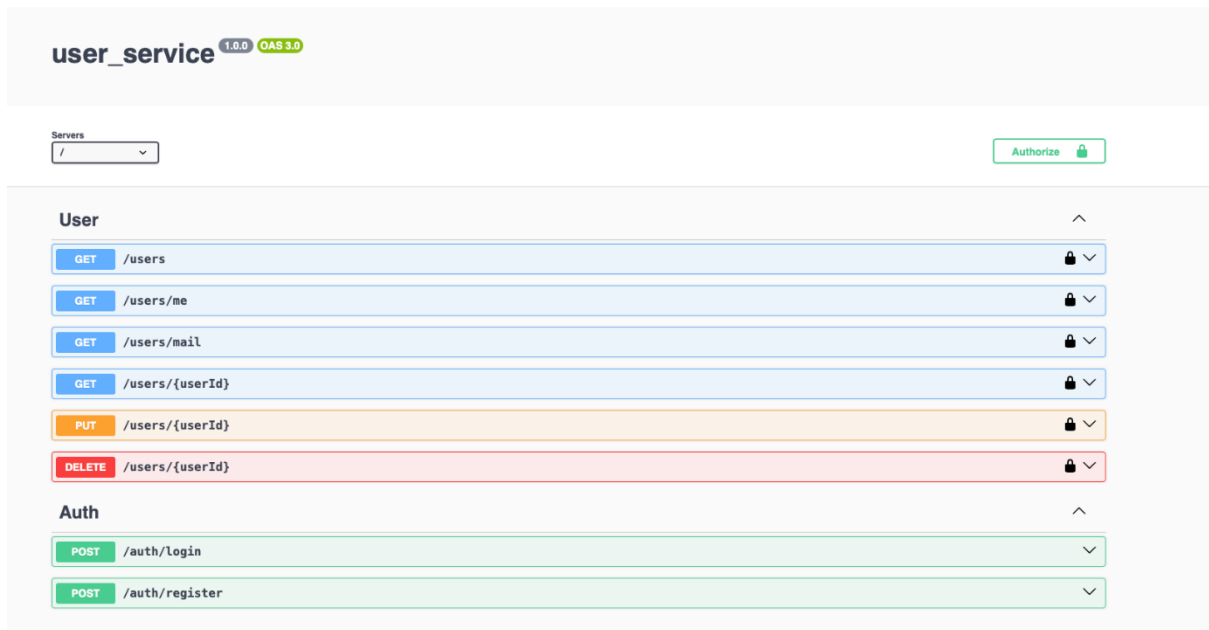 user_service 1.0.0 OAS 3.0
Servers
/
Authorize
User
GET /users
GET /users/me
GET /users/mail
GET /users/{userId}
PUT /users/{userId}
DELETE /users/{userId}
Auth
POST /auth/login
POST /auth/register